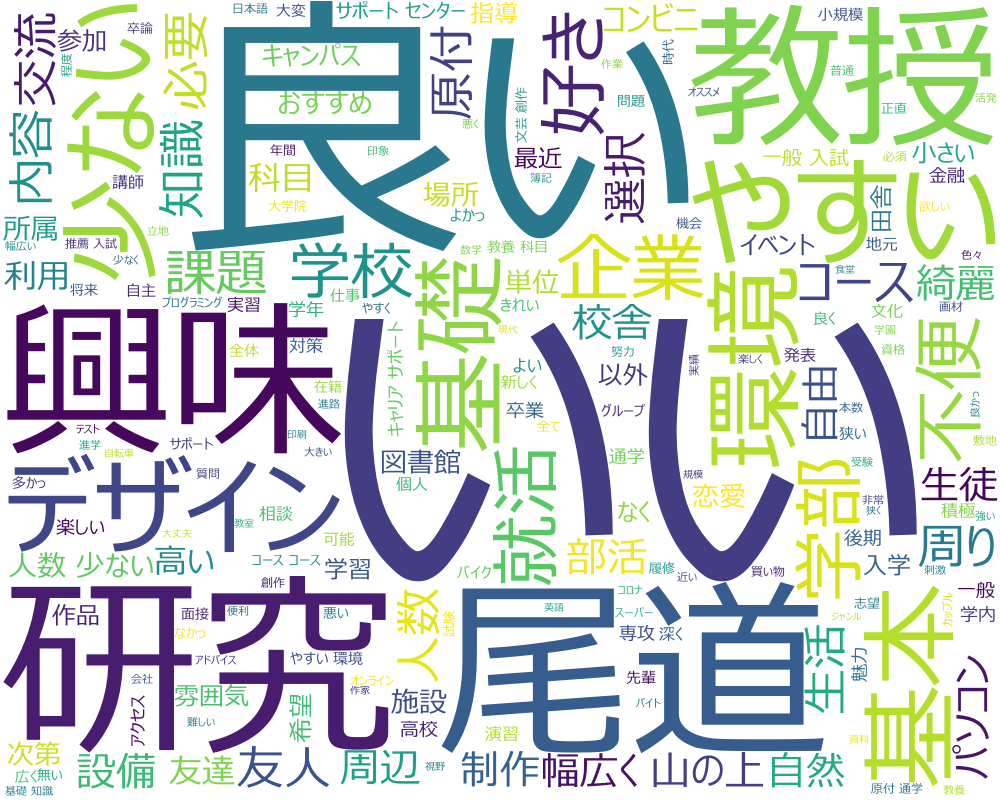 日本語
大変
サポート センター
指導
コンビニ
小規模
卒論
参加
程度
交流
必要
キャンパス
おすすめ
原付
良い
好き
作業
時代
教授
普通
オススメ
正直
活発
少ない
内容
知識
年間
印象
悪く
文芸 創作
問題
最近
簿記
選択
一般 入試
必須
小さい
金融
講師
科目
大学院
場所
よかっ
機会
やすい
田舎
欲しい
所属
幅広い
推薦 入試
立地
少なく
利用
将来
自主
課題
学校
数学
教養 科目
単位
きれい
企業
イベント
地元
色々
プログラミング
実習
学年
仕事
やすく
基礎
校舎
環境
コース
食堂
文化
綺麗
良く
学園
画材
資格
興味
全体
対策
在籍
進路
キャリア サポート
現代
よい
新しく
卒業
努力
以外
グループ
実績
楽しく
発表
自由
本数
狭い
不便
良かっ
敷地
テスト
進学
自転車
サポート
印刷
大きい
いい
いい
全て
図書館
個人
就活
通学
規模
恋愛
受験
デザイン
多かっ
質問
楽しい
大丈夫
教室
相談
可能
なく
学部
非常
狭く
生徒
積極
強い
人数 少ない
高い
コース コース
学習
バイク
部活
履修
近い
買い物
後期
入学
周り
刺激
研究
作品
面接
創作
便利
悪い
なかっ
アドバイス
やすい 環境
人数
試験
尾道
英語
コロナ
スーパー
専攻
深く
志望
ジャンル
カップル
一般
学内
基本
生活
魅力
アクセス
会社
雰囲気
難しい
希望
オンライン
作家
施設
高校
演習
先輩
バイト
パソコン
資料
次第
広く
無い
基礎 知識
設備
友達
友人
周辺
視野
制作
幅広く
山の上
自然
原付 通学
教養